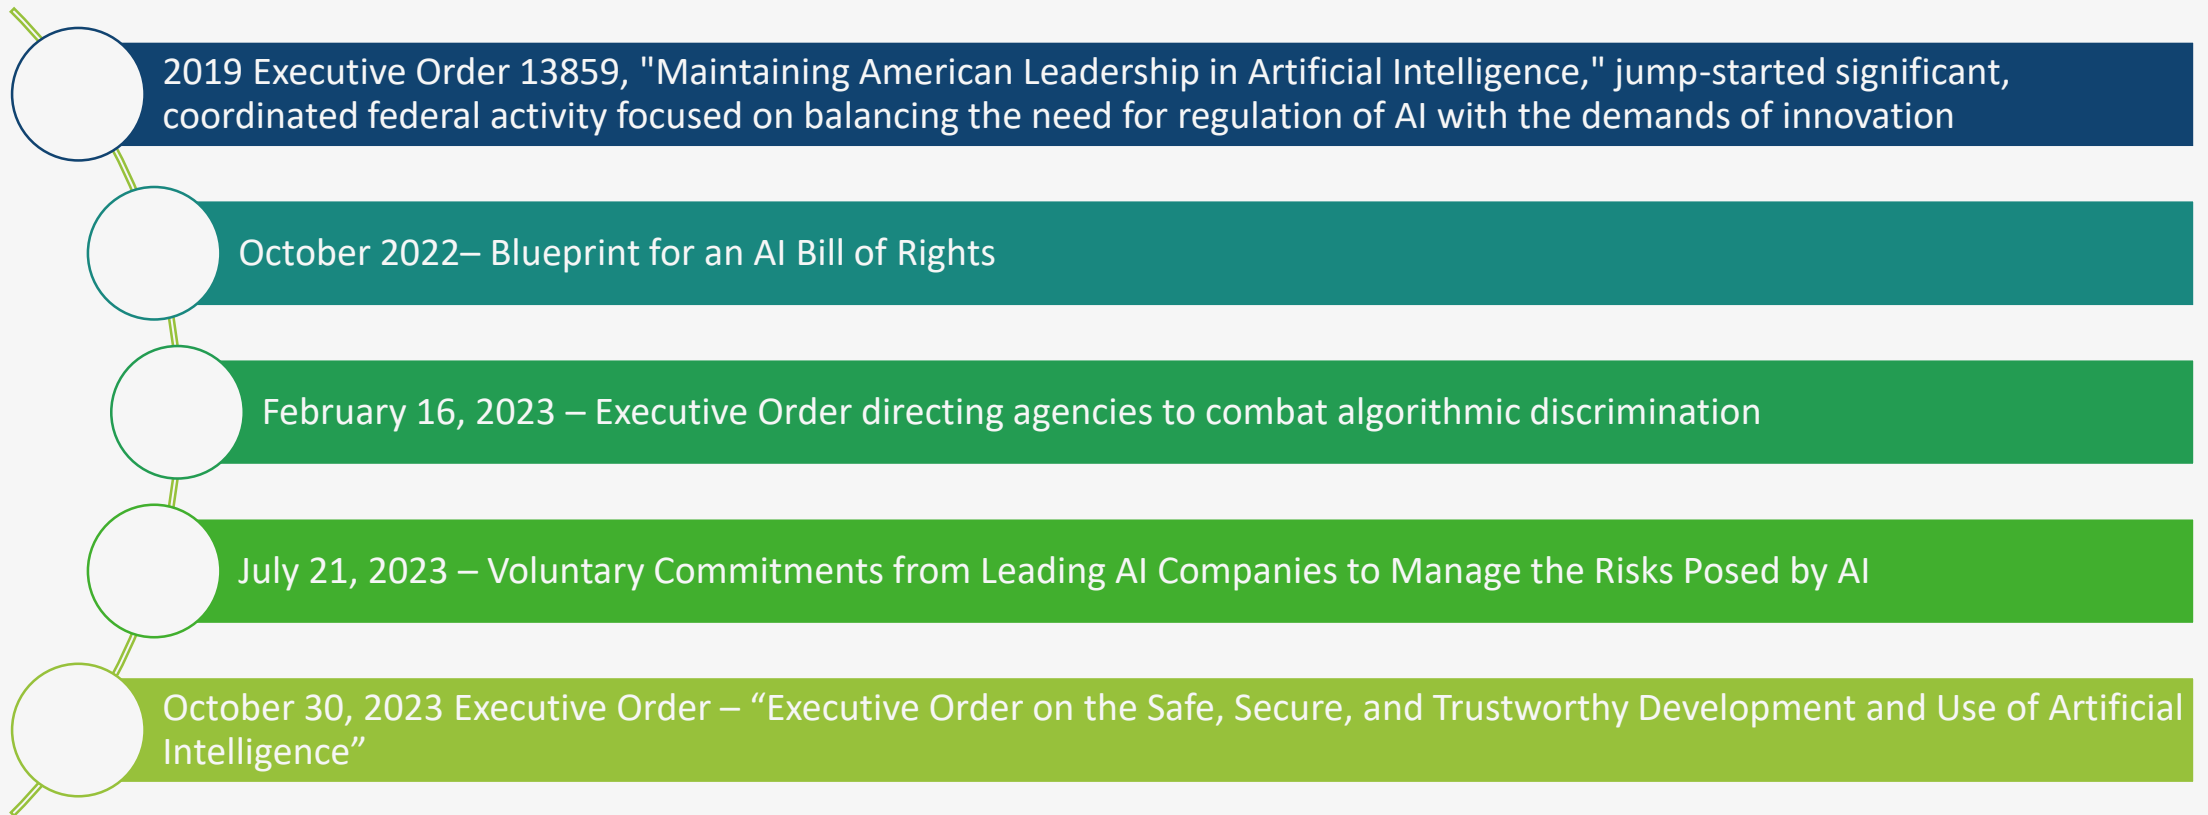 2019 Executive Order 13859, "Maintaining American Leadership in Artificial Intelligence," jump-started significant,
coordinated federal activity focused on balancing the need for regulation of AI with the demands of innovation
October 2022– Blueprint for an AI Bill of Rights
February 16, 2023 – Executive Order directing agencies to combat algorithmic discrimination
July 21, 2023 – Voluntary Commitments from Leading AI Companies to Manage the Risks Posed by AI
October 30, 2023 Executive Order – “Executive Order on the Safe, Secure, and Trustworthy Development and Use of Artificial
Intelligence”